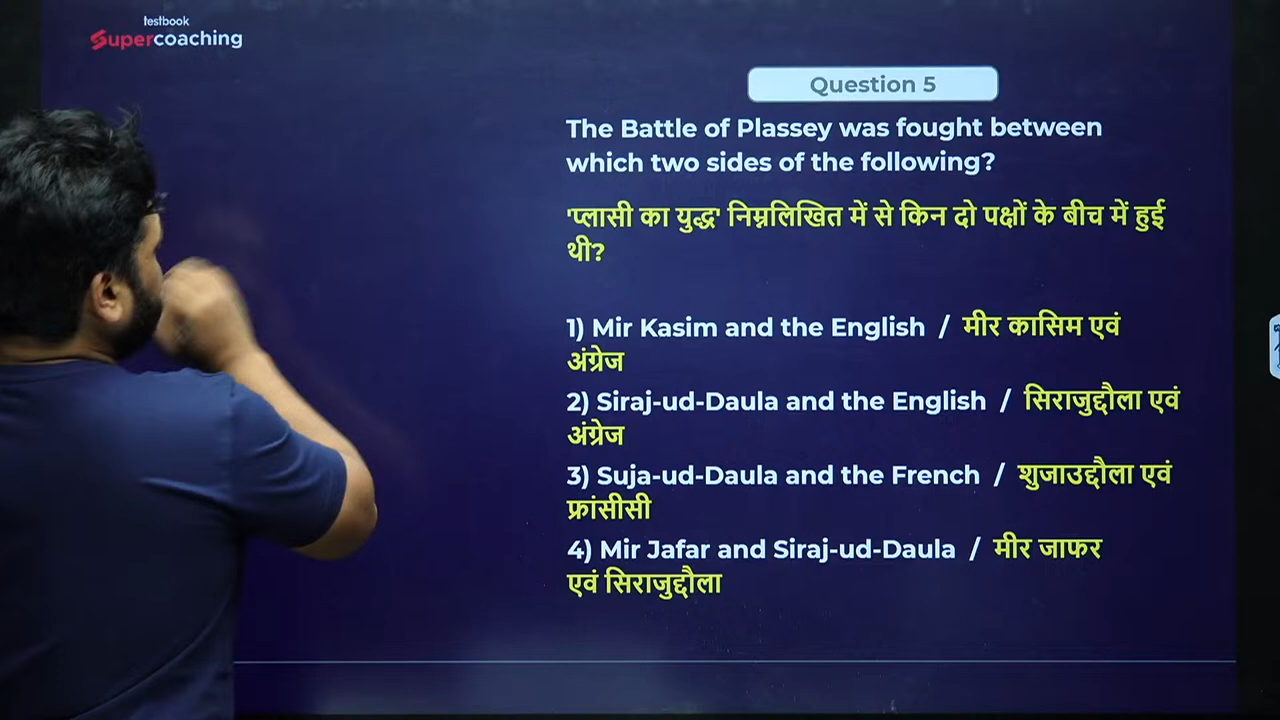 testbook
Supercoaching
Question 5
The Battle of Plassey was fought between
which two sides of the following?
'प्लासी का युद्ध' निम्नलिखित में से किन दो पक्षों के बीच में हुई
थी?
1) Mir Kasim and the English / मीर कासिम एवं
अंग्रेज
2) Siraj-ud-Daula and the English / सिराजुद्दौला एवं
अंग्रेज
3) Suja-ud-Daula and the French / शुजाउद्दौला एवं
फ्रांसीसी
4) Mir Jafar and Siraj-ud-Daula / मीर जाफर
एवं सिराजुद्दौला